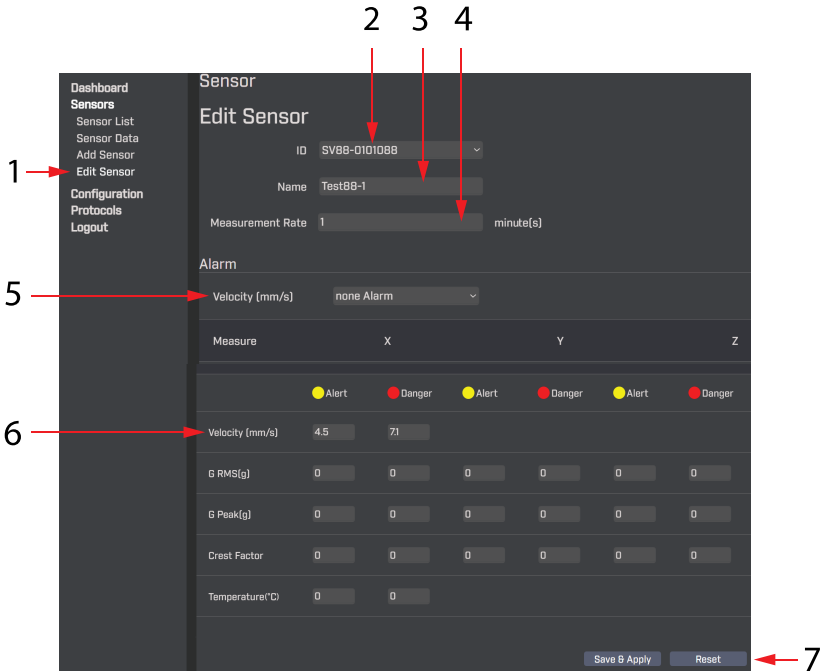 2 3 4
Dashboard
Sensors
Sensor List
Sensor Data
Add Sensor
1
Edit Sensor
Configuration
Protocols
Logout
Sensor
Edit Sensor
ID SV88-0101088
Name Test88-1
Measurement Rate 1 minute(s)
Alarm
5
Velocity (mm/s) none Alarm
Measure X Y Z
Alert Danger Alert Danger Alert Danger
6
Velocity (mm/s) 4.5 7.1
G RMS(g) 0 0 0 0 0 0
G Peak(g) 0 0 0 0 0 0
Crest Factor 0 0 0 0 0 0
Temperature(°C) 0 0
Save & Apply Reset
7